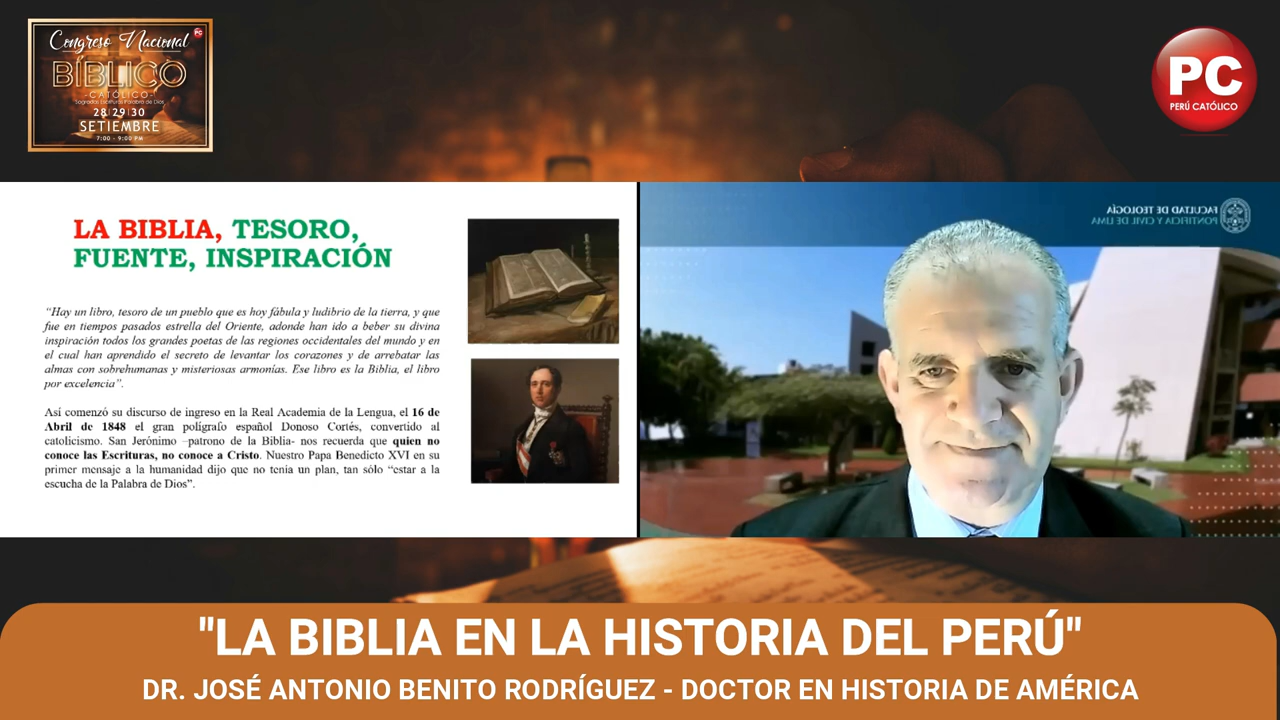 Congreso Nacional
PC
BÍBLICO
-CATÓLICO-
Sagradas Escrituras Palabra de Dios
28|29|30
SETIEMBRE
7:00 - 9:00 PM
PC
PERÚ CATÓLICO
LA BIBLIA, TESORO,
FUENTE, INSPIRACIÓN
“Hay un libro, tesoro de un pueblo que es hoy fábula y ludibrio de la tierra, y que
fue en tiempos pasados estrella del Oriente, adonde han ido a beber su divina
inspiración todos los grandes poetas de las regiones occidentales del mundo y en
el cual han aprendido el secreto de levantar los corazones y de arrebatar las
almas con sobrehumanas y misteriosas armonías. Ese libro es la Biblia, el libro
por excelencia”.
Así comenzó su discurso de ingreso en la Real Academia de la Lengua, el 16 de
Abril de 1848 el gran polígrafo español Donoso Cortés, convertido al
catolicismo. San Jerónimo –patrono de la Biblia- nos recuerda que quien no
conoce las Escrituras, no conoce a Cristo. Nuestro Papa Benedicto XVI en su
primer mensaje a la humanidad dijo que no tenía un plan, tan sólo “estar a la
escucha de la Palabra de Dios”.
FACULTAD DE TEOLOGÍA
PONTIFICIA Y CIVIL DE LIMA
"LA BIBLIA EN LA HISTORIA DEL PERÚ"
DR. JOSÉ ANTONIO BENITO RODRÍGUEZ - DOCTOR EN HISTORIA DE AMÉRICA